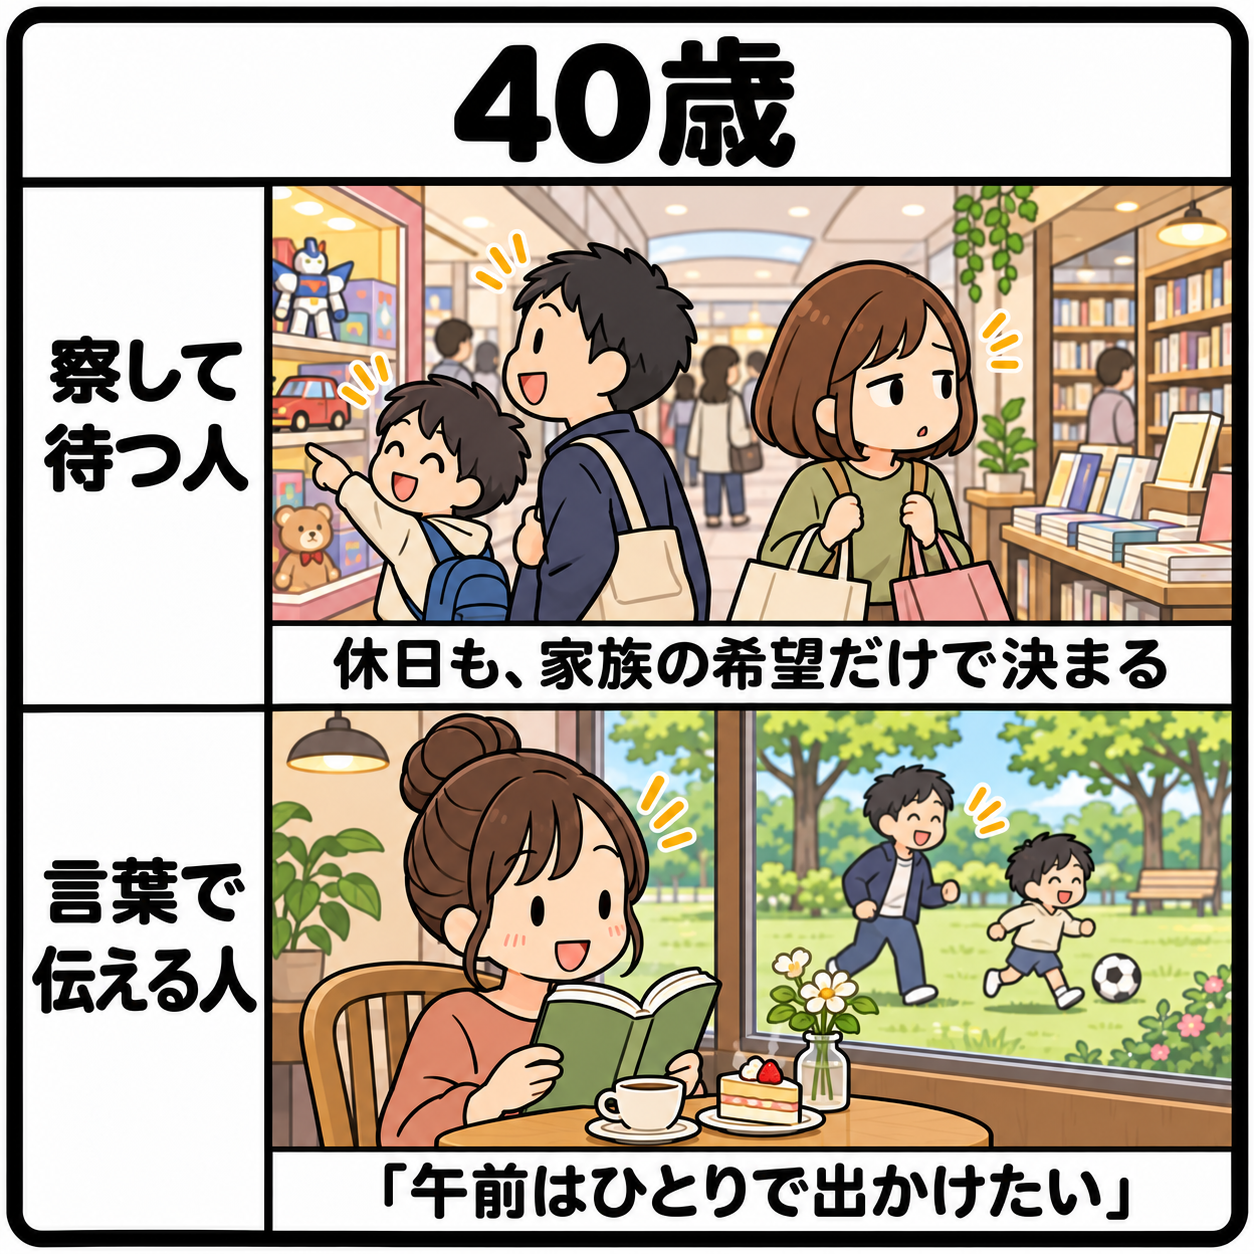 40歳
察して
待つ人
休日も、家族の希望だけで決まる
言葉で
伝える人
「午前はひとりで出かけたい」